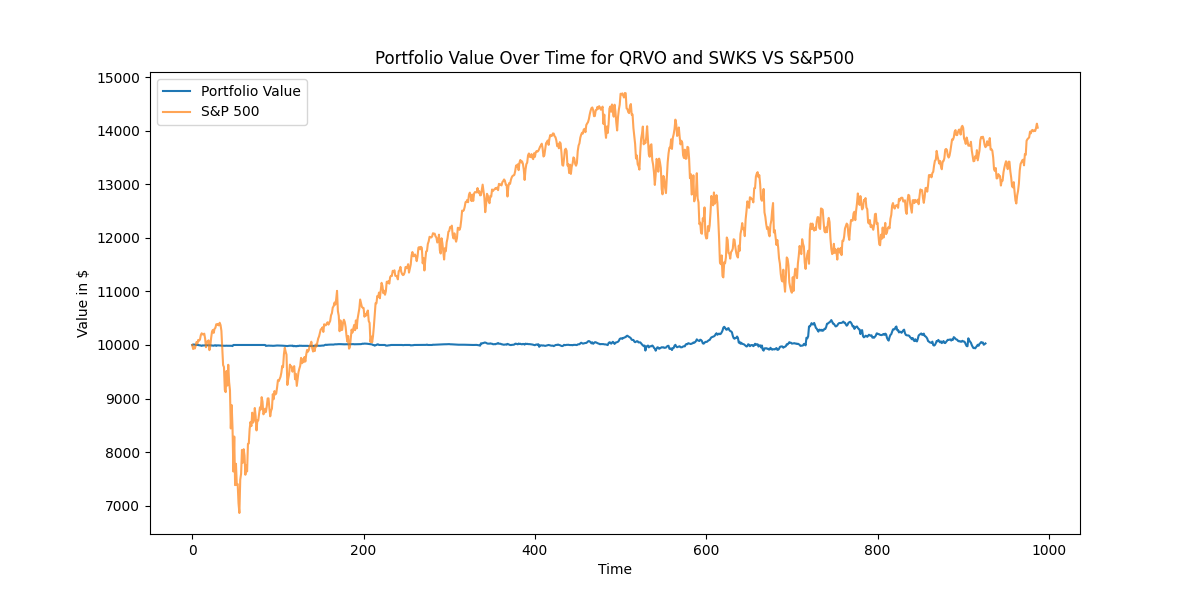 Portfolio Value Over Time for QRVO and SWKS VS S&P500
Portfolio Value
S&P 500
Value in $
15000
14000
13000
12000
11000
10000
9000
8000
7000
0 200 400 600 800 1000
Time